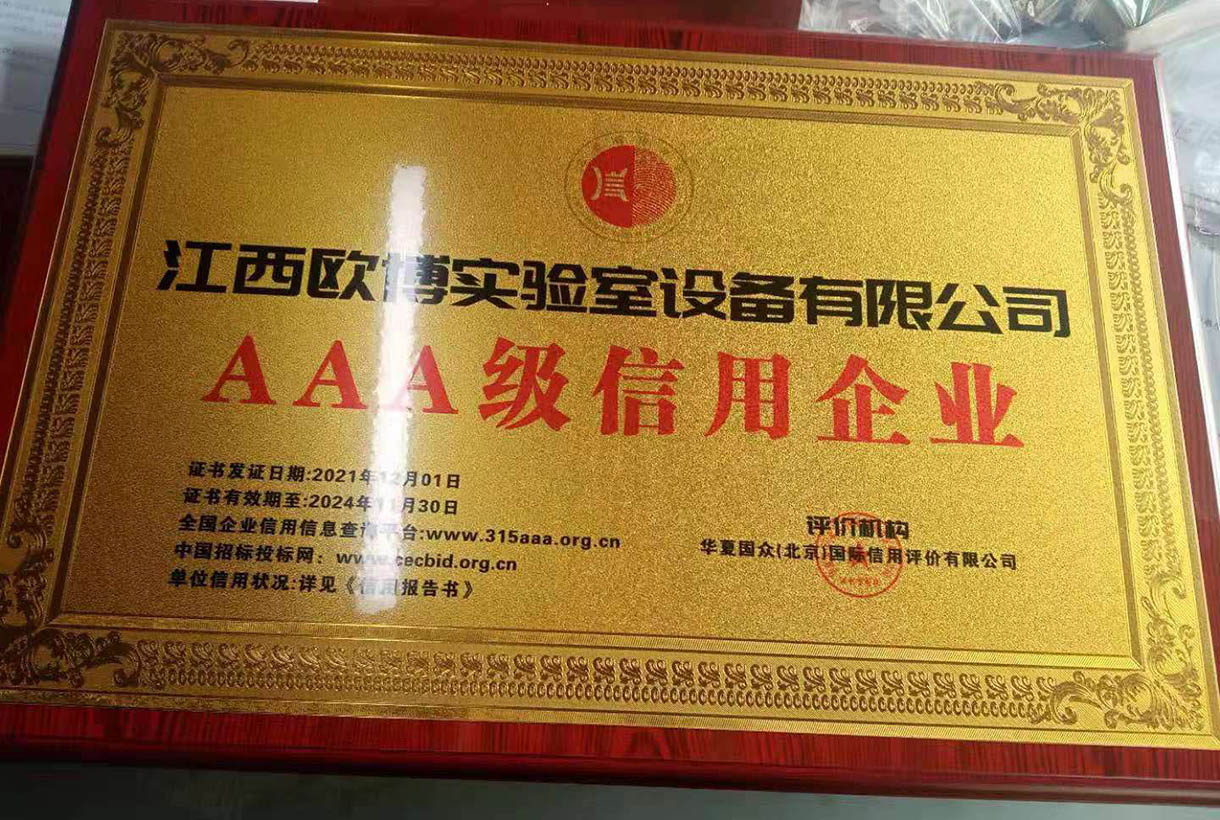 江西欧博实验室设备有限公司
AAA级信用企业
证书发证日期:2021年12月01日
证书有效期至:2024年11月30日
全国企业信用信息查询平台:www.315aaa.org.cn
中国招标投标网: www.cecbid.org.cn
单位信用状况:详见《信用报告书》
评价机构
华夏国众(北京)国际信用评价有限公司